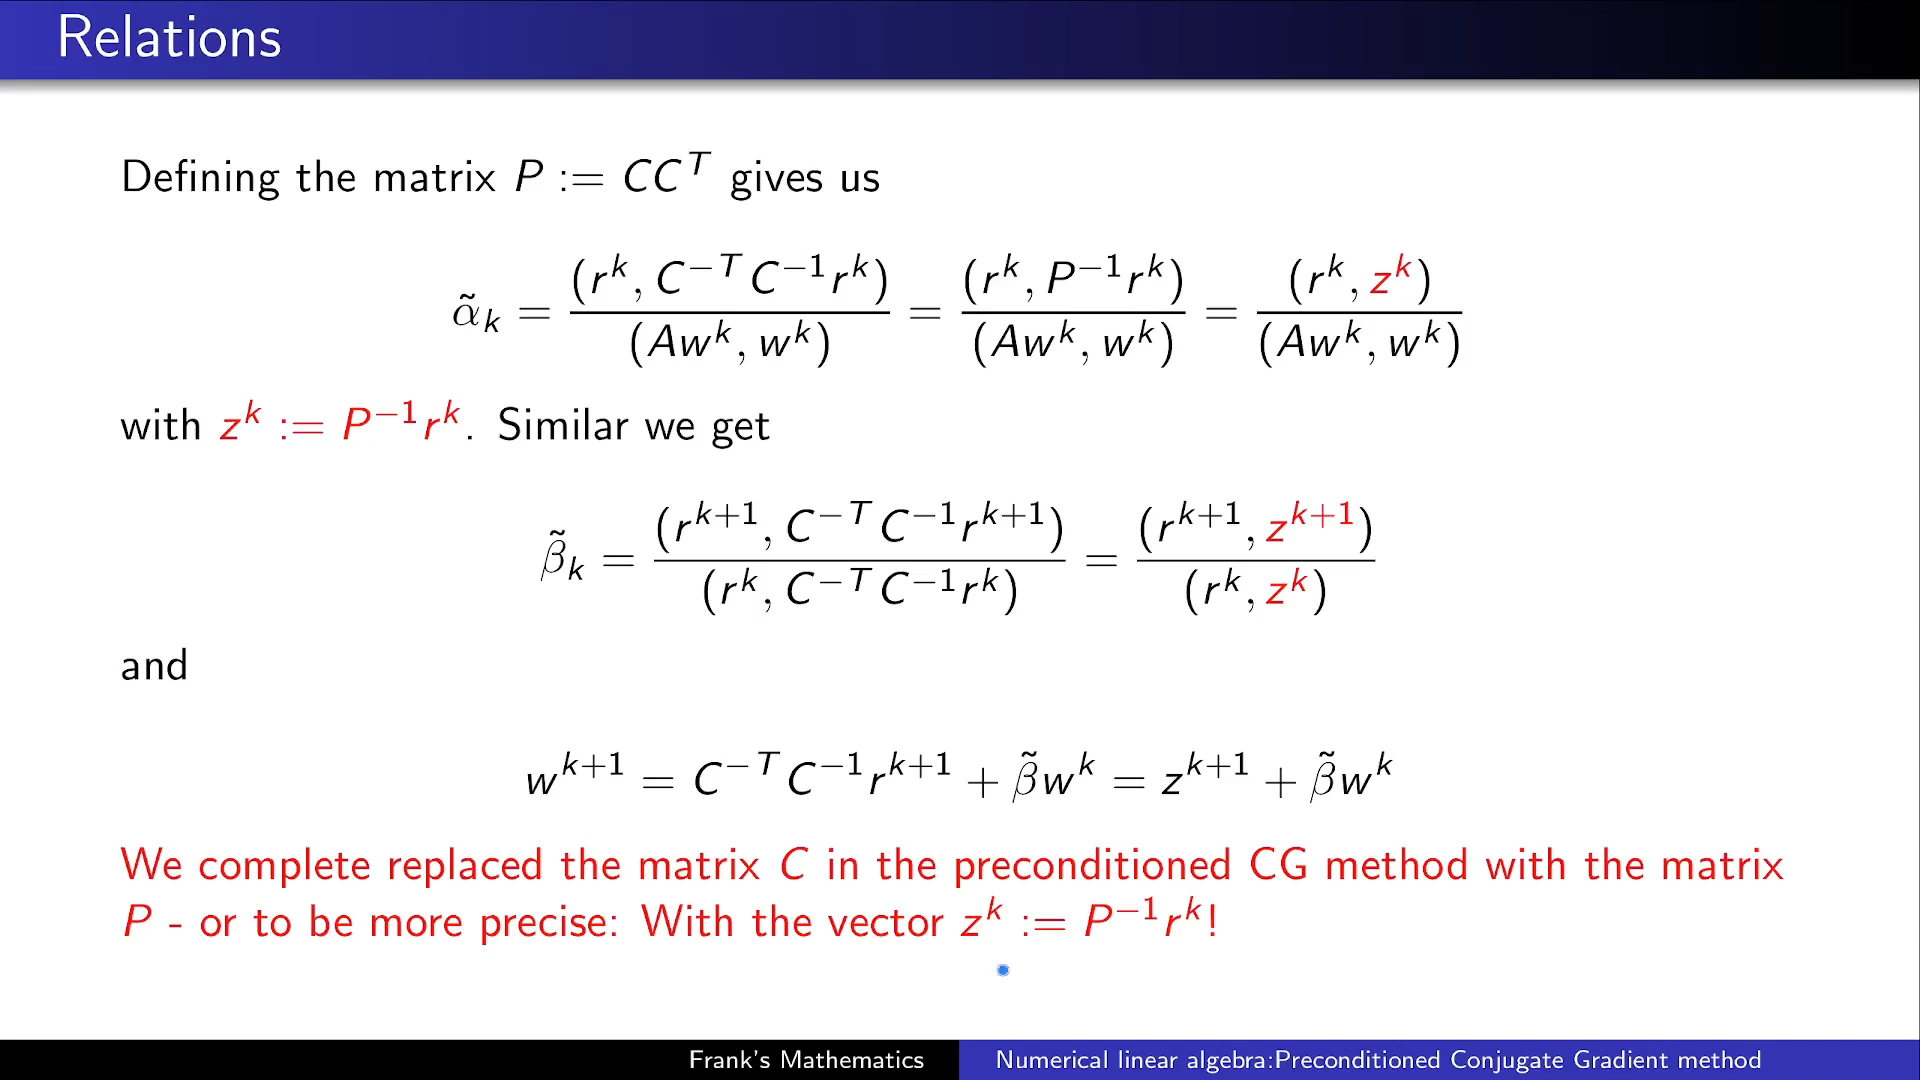 Relations
Defining the matrix P := CC^T gives us
α̃_k = (r^k, C^{-T} C^{-1} r^k) / (Aw^k, w^k) = (r^k, P^{-1} r^k) / (Aw^k, w^k) = (r^k, z^k) / (Aw^k, w^k)
with z^k := P^{-1} r^k. Similar we get
β̃_k = (r^{k+1}, C^{-T} C^{-1} r^{k+1}) / (r^k, C^{-T} C^{-1} r^k) = (r^{k+1}, z^{k+1}) / (r^k, z^k)
and
w^{k+1} = C^{-T} C^{-1} r^{k+1} + β̃w^k = z^{k+1} + β̃w^k
We complete replaced the matrix C in the preconditioned CG method with the matrix
P - or to be more precise: With the vector z^k := P^{-1} r^k!
Frank's Mathematics
Numerical linear algebra:Preconditioned Conjugate Gradient method